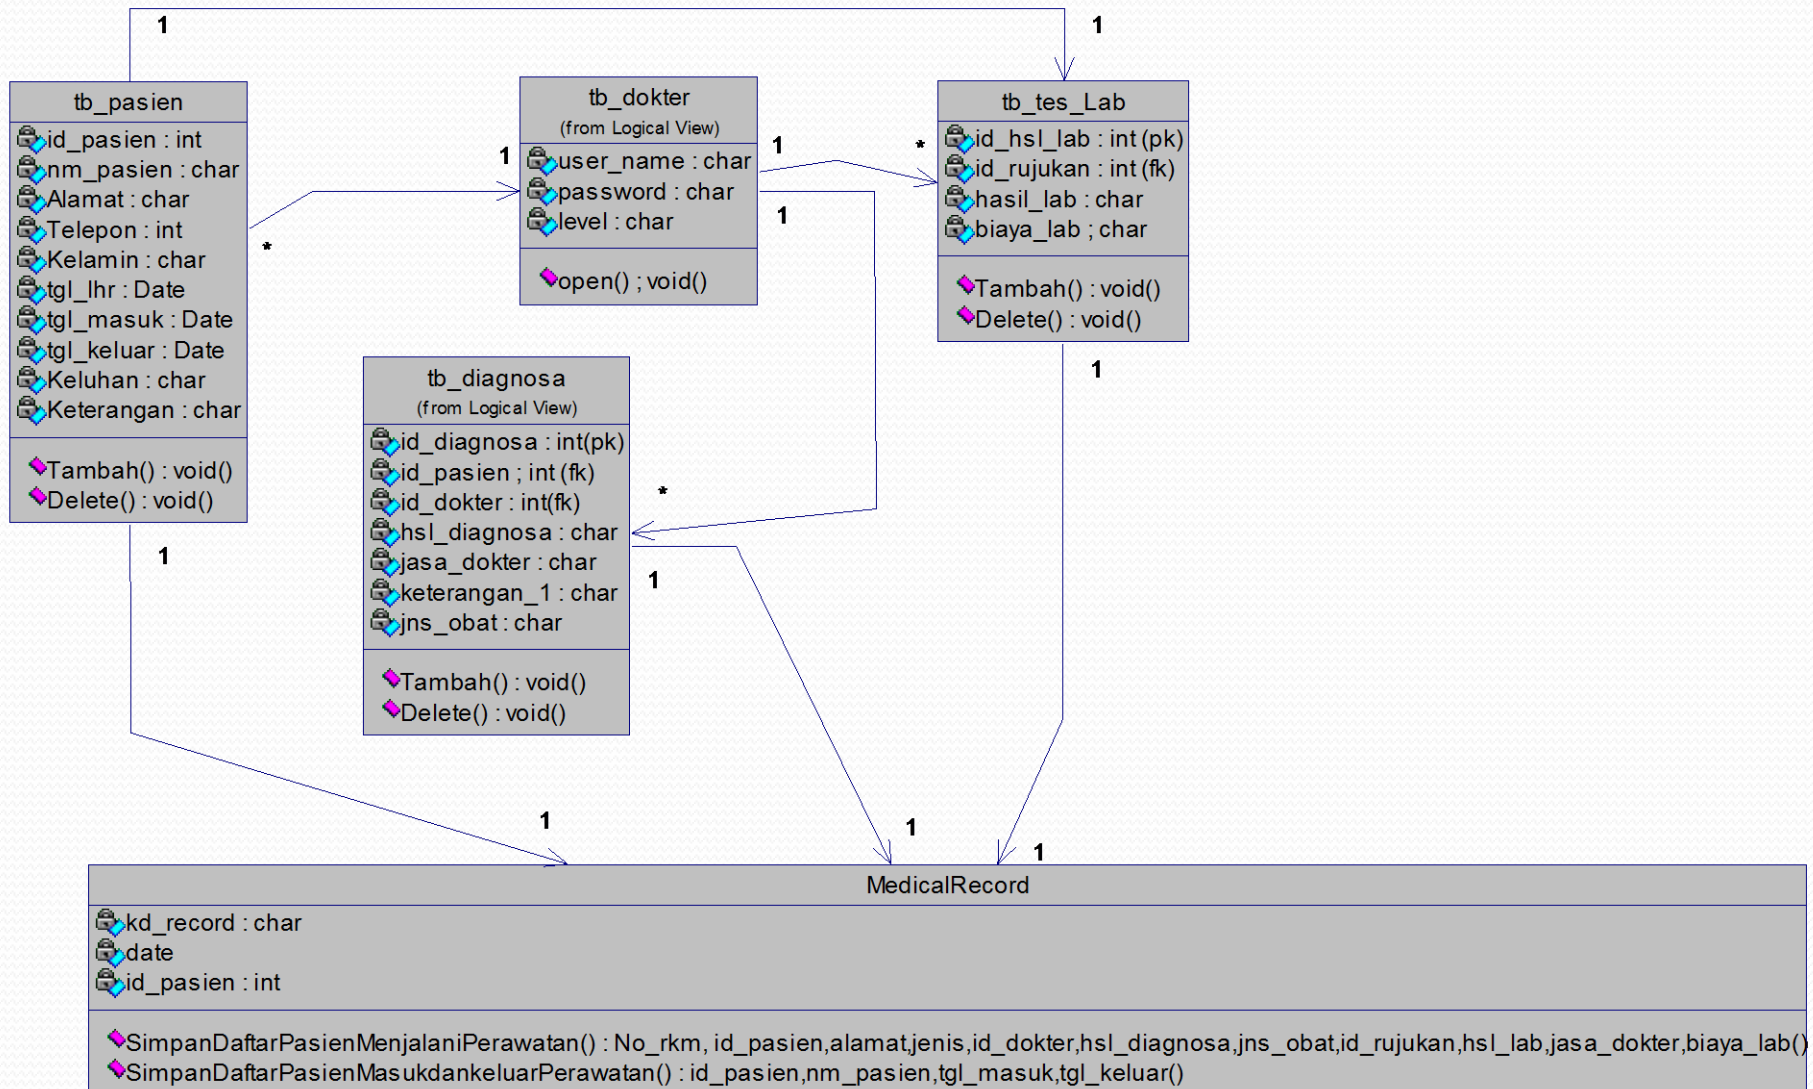 1
1
tb_pasien
id_pasien : int
nm_pasien : char
Alamat : char
Telepon : int
Kelamin : char
tgl_lhr : Date
tgl_masuk : Date
tgl_keluar : Date
Keluhan : char
Keterangan : char
Tambah() : void()
Delete() : void()
*
1
tb_dokter
(from Logical View)
user_name : char
password : char
level : char
open() ; void()
1
*
1
tb_tes_Lab
id_hsl_lab : int (pk)
id_rujukan : int (fk)
hasil_lab : char
biaya_lab ; char
Tambah() : void()
Delete() : void()
1
tb_diagnosa
(from Logical View)
id_diagnosa : int(pk)
id_pasien ; int (fk)
id_dokter : int(fk)
hsl_diagnosa : char
jasa_dokter : char
keterangan_1 : char
jns_obat : char
Tambah() : void()
Delete() : void()
*
1
1
1
1
1
MedicalRecord
kd_record : char
date
id_pasien : int
SimpanDaftarPasienMenjalaniPerawatan() : No_rkm, id_pasien,alamat,jenis,id_dokter,hsl_diagnosa,jns_obat,id_rujukan,hsl_lab,jasa_dokter,biaya_lab()
SimpanDaftarPasienMasukdankeluarPerawatan() : id_pasien,nm_pasien,tgl_masuk,tgl_keluar()